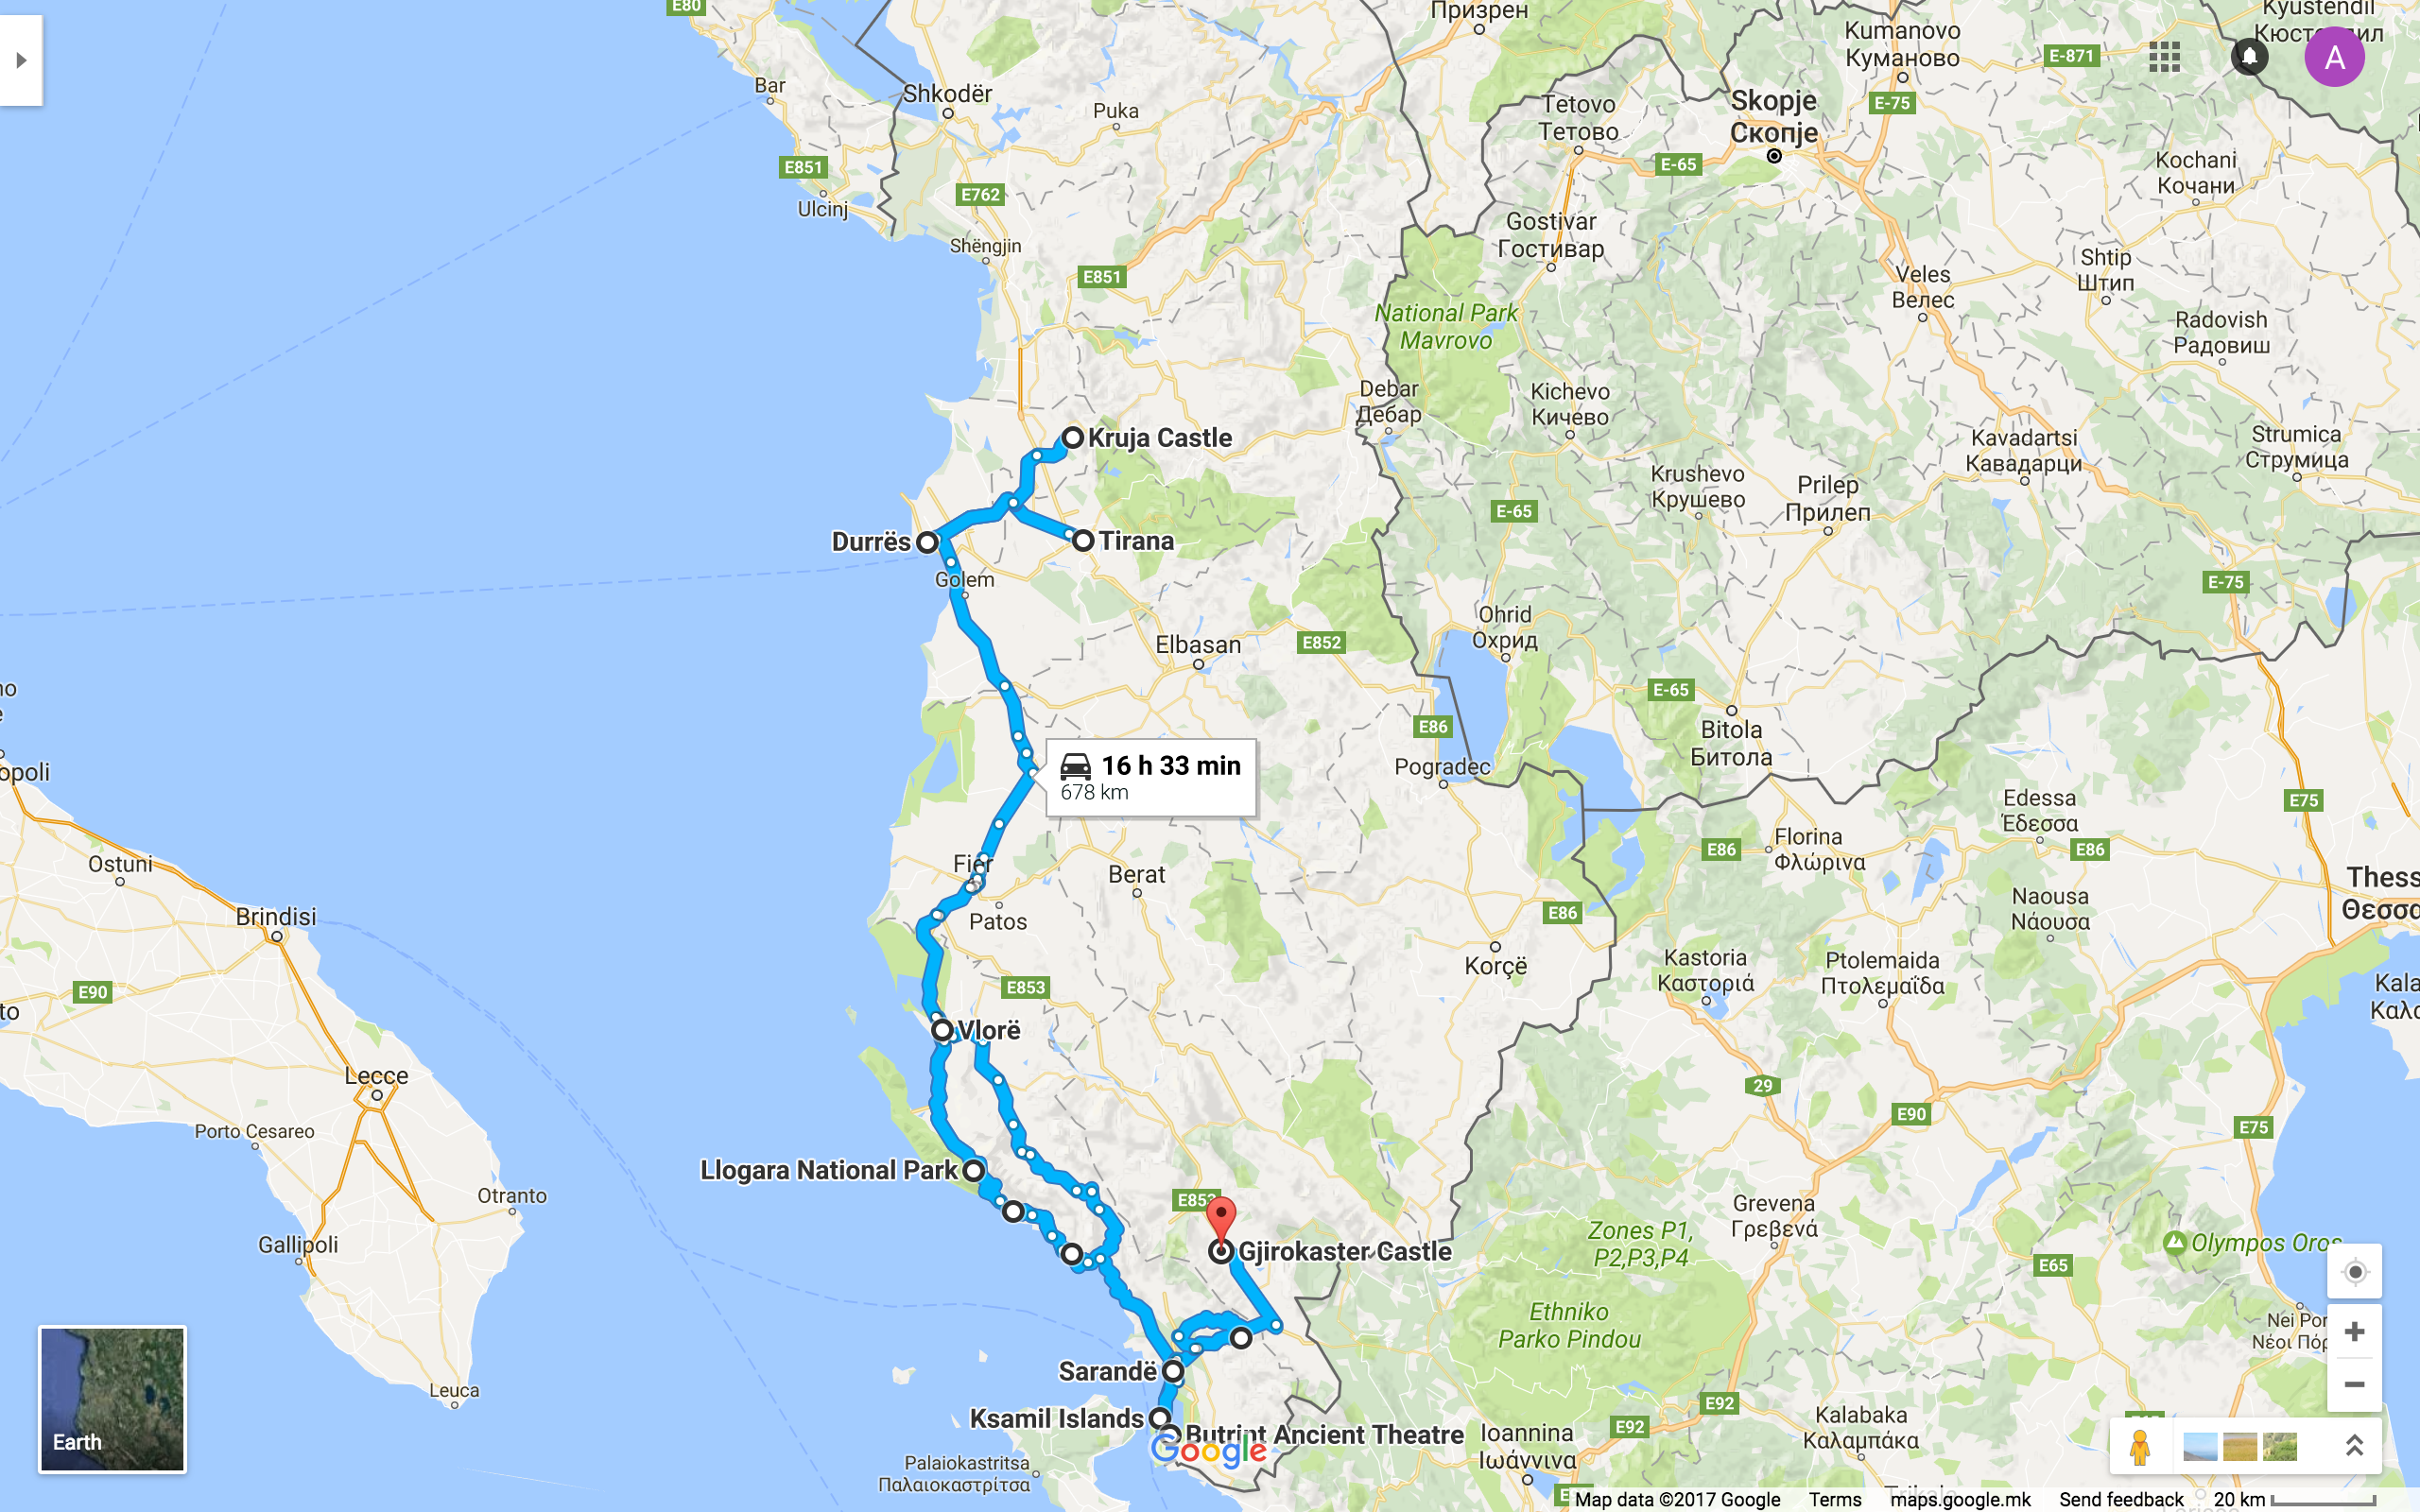 E80
Призрен
Kumanovo
Куманово
Kyustendil
E-871
A
Bar
Shkodër
Puka
Tetovo
Тетово
Skopje
Скопје
E-75
E851
E762
E-65
Kochani
Кочани
Ulcinj
Shëngjin
E851
Gostivar
Гостивар
Veles
Велес
Shtip
Штип
National Park
Mavrovo
Radovish
Радовиш
Debar
Дебар
Kichevo
Кичево
Kruja Castle
Kavadartsi
Кавадарци
Strumica
Струмица
Krushevo
Крушево
Prilep
Прилеп
E-65
Durrës
Tirana
Golem
E-75
Elbasan
E852
Ohrid
Охрид
E-65
E86
Bitola
Битола
16 h 33 min
678 km
Pogradec
opoli
Edessa
Έδεσσα
E75
Ostuni
Fier
Berat
E86
Florina
Φλώρινα
E86
Thess
Θεσσα
Brindisi
Patos
E86
Naousa
Νάουσα
E90
E853
Korçë
Kastoria
Καστοριά
Ptolemaida
Πτολεμαΐδα
Kala
Καλα
to
Vlorë
Lecce
29
E90
E75
Porto Cesareo
Llogara National Park
Otranto
E853
Grevena
Γρεβενά
Gallipoli
Gjirokaster Castle
Zones P1,
P2,P3,P4
Olympos Oros
E65
Ethniko
Parko Pindou
Nei Por
Νέοι Πόρ
Sarandë
Leuca
Ksamil Islands
E92
E92
Butrint Ancient Theatre
Google
Ioannina
Ιωάννινα
Kalabaka
Καλαμπάκα
Earth
Palaiokastritsa
Παλαιοκαστρίτσα
Map data ©2017 Google Terms maps.google.mk Send feedback 20 km